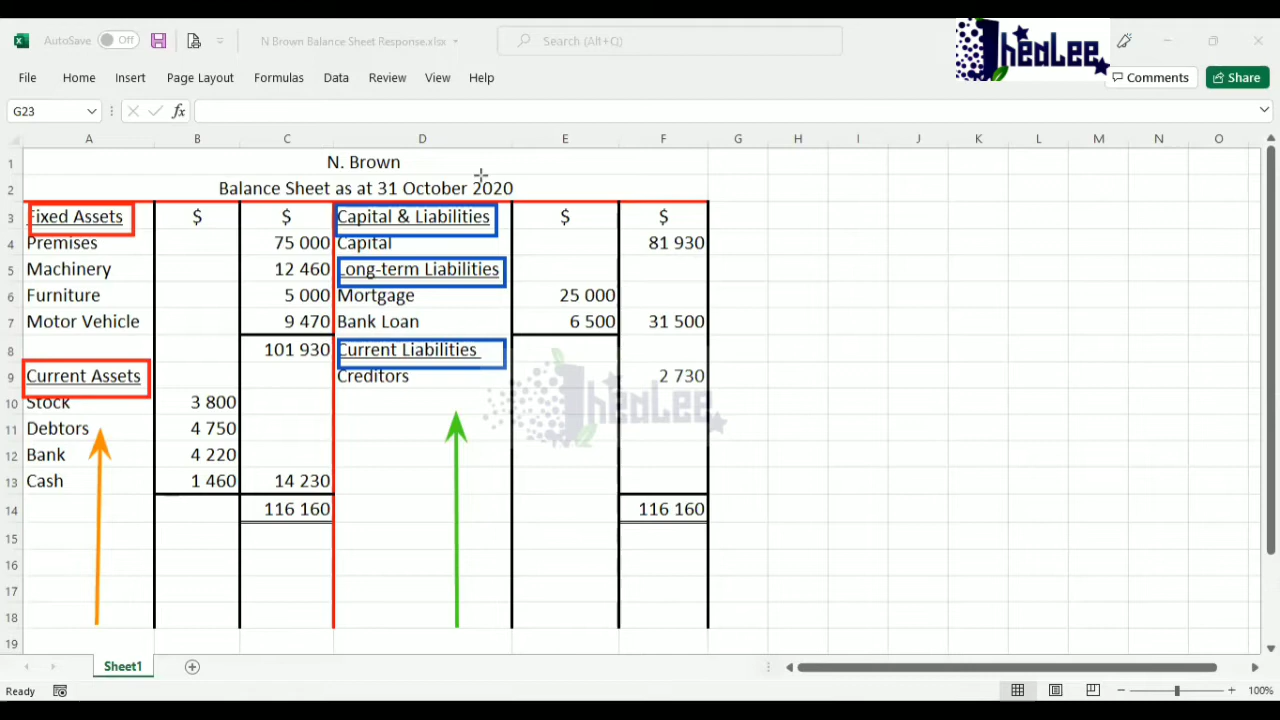 AutoSave Off N Brown Balance Sheet Response.xlsx Search (Alt+Q) JheaLee
File Home Insert Page Layout Formulas Data Review View Help Comments Share
G23 fx
A B C D E F G H I J K L M N O
1 N. Brown
2 Balance Sheet as at 31 October 2020
3 Fixed Assets $ $ Capital & Liabilities $ $
4 Premises 75 000 Capital 81 930
5 Machinery 12 460 Long-term Liabilities
6 Furniture 5 000 Mortgage 25 000
7 Motor Vehicle 9 470 Bank Loan 6 500 31 500
8 101 930 Current Liabilities
9 Current Assets Creditors 2 730
10 Stock 3 800 JheaLee
11 Debtors 4 750
12 Bank 4 220
13 Cash 1 460 14 230
14 116 160 116 160
15
16
17
18
19
Sheet1
Ready 100%